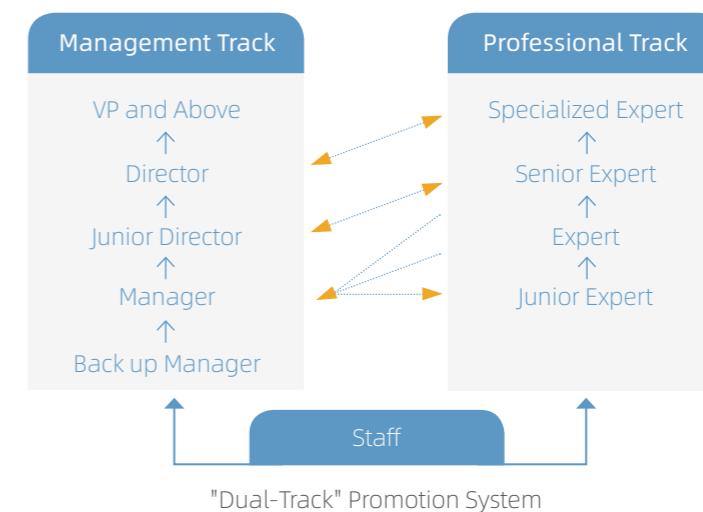 Management Track
VP and Above
Director
Junior Director
Manager
Back up Manager
Professional Track
Specialized Expert
Senior Expert
Expert
Junior Expert
Staff
"Dual-Track" Promotion System